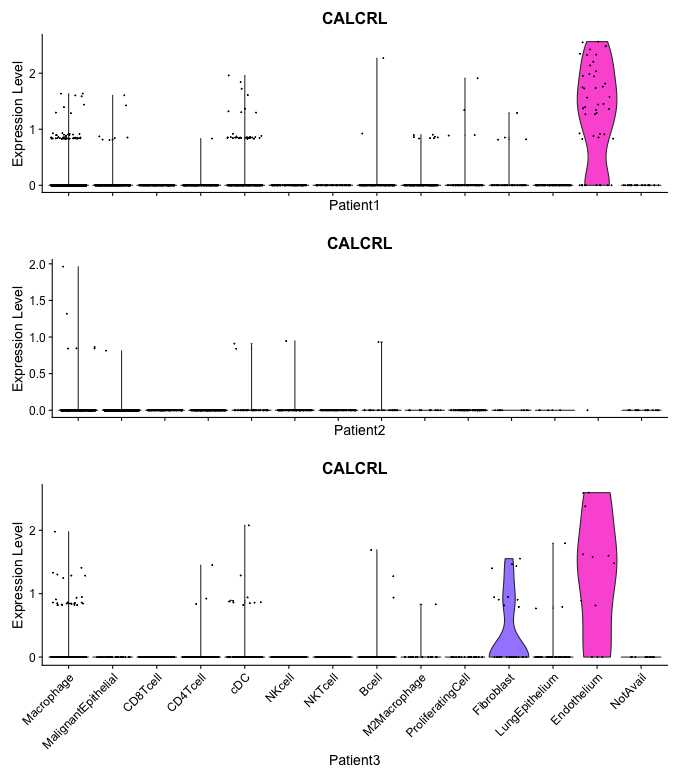 CALCRL
Expression Level
2
1
0
Patient1
CALCRL
Expression Level
2.0
1.5
1.0
0.5
0.0
Patient2
CALCRL
Expression Level
2
1
0
Macrophage
MalignantEpithelial
CD8Tcell
CD4Tcell
cDC
NKcell
NKTcell
Bcell
M2Macrophage
ProliferatingCell
Fibroblast
LungEpithelium
Endothelium
NotAvail
Patient3